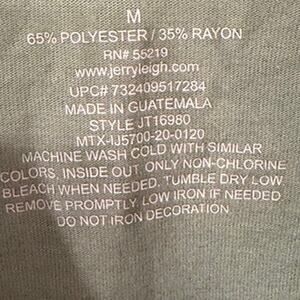 M
65% POLYESTER / 35% RAYON
RN# 55219
www.jerryleigh.com
UPC# 732409517284
MADE IN GUATEMALA
STYLE JT16980
MTX-IJ5700-20-0120
MACHINE WASH COLD WITH SIMILAR
COLORS, INSIDE OUT. ONLY NON-CHLORINE
BLEACH WHEN NEEDED. TUMBLE DRY LOW.
REMOVE PROMPTLY. LOW IRON IF NEEDED
DO NOT IRON DECORATION